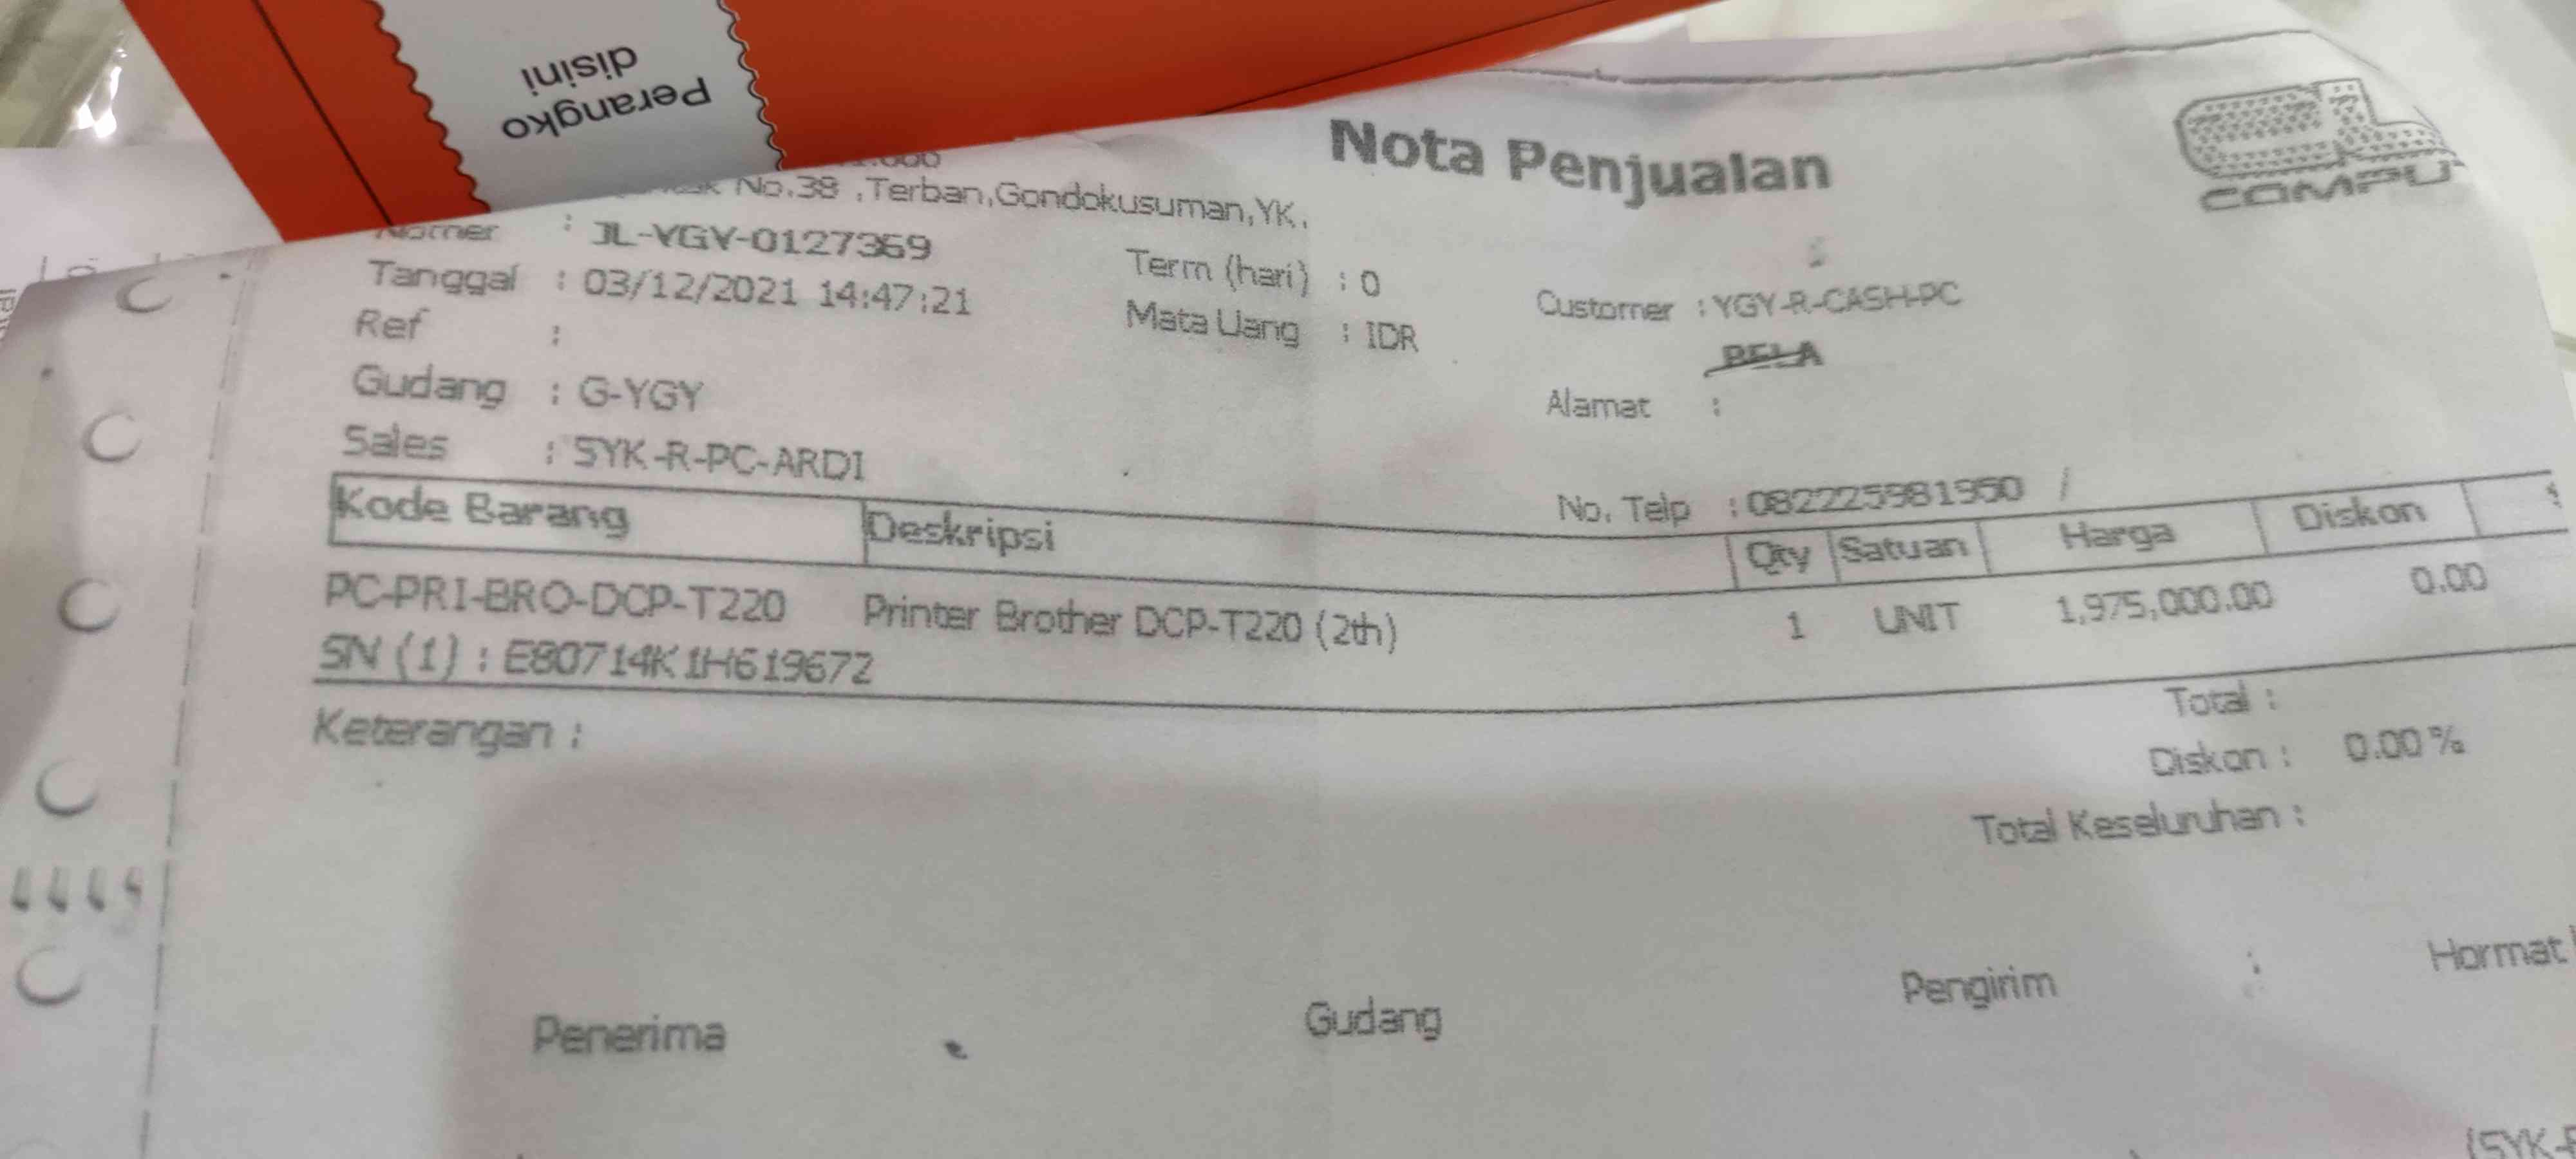 Perangko
disini
No.38 ,Terban,Gondokusuman,YK,
Nota Penjualan
COMPU
Nomer : JL-YGY-0127369
Tanggal : 03/12/2021 14:47:21
Ref :
Gudang : G-YGY
Sales : SYK-R-PC-ARDI
Term (hari) : 0
Mata Uang : IDR
Customer : YGY-R-CASH-PC
BELA
Alamat :
No. Telp : 082225981950 /
Kode Barang Deskripsi Qty Satuan Harga Diskon
PC-PRI-BRO-DCP-T220 Printer Brother DCP-T220 (2th) 1 UNIT 1,975,000.00 0.00
SN (1) : E80714K1H619672
Keterangan :
Total :
Diskon : 0.00 %
Total Keseluruhan :
Penerima Gudang Pengirim Hormat
(SYK-R